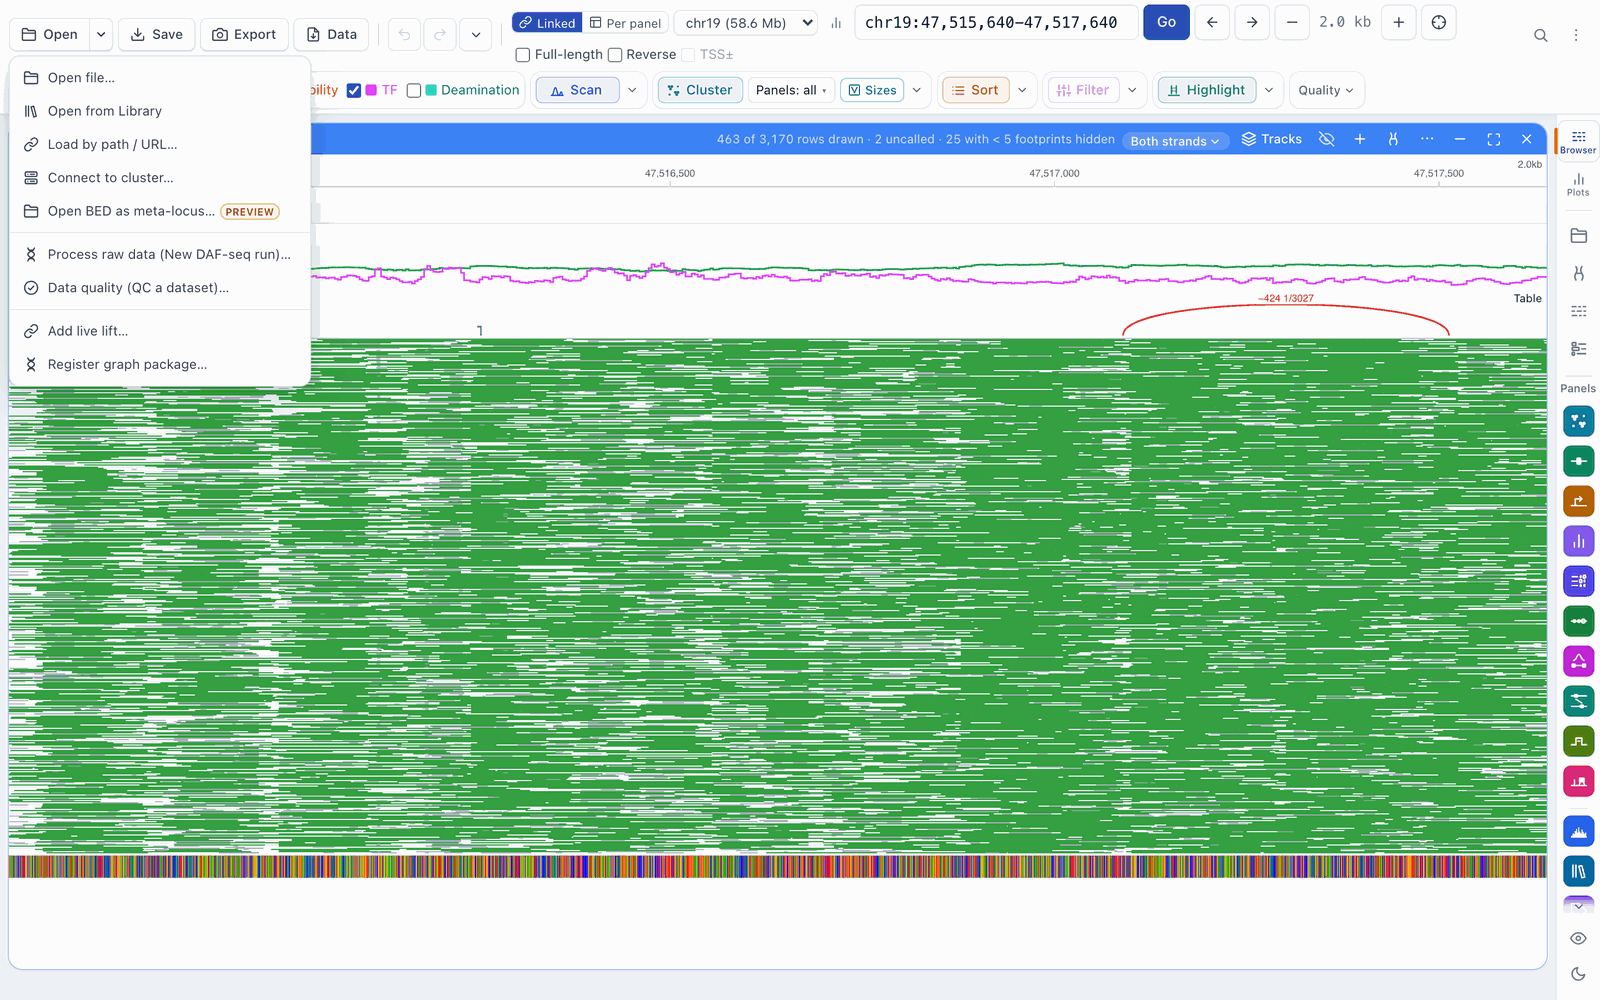 Open
Save
Export
Data
Linked
Per panel
chr19 (58.6 Mb)
chr19:47,515,640–47,517,640
Go
2.0 kb
Full-length
Reverse
TSS±
Open file...
Open from Library
Load by path / URL...
Connect to cluster...
Open BED as meta-locus... PREVIEW
Process raw data (New DAF-seq run)...
Data quality (QC a dataset)...
Add live lift...
Register graph package...
bility
TF
Deamination
Scan
Cluster
Panels: all
Sizes
Sort
Filter
Highlight
Quality
463 of 3,170 rows drawn · 2 uncalled · 25 with < 5 footprints hidden
Both strands
Tracks
2.0kb
47,516,500
47,517,000
47,517,500
Table
−424 1/3027
Browser
Plots
Panels